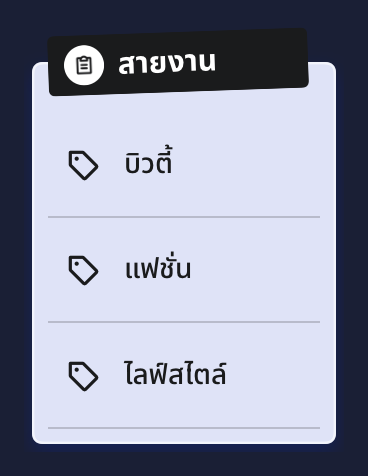 สายงาน
บิวตี้
แฟชั่น
ไลฟ์สไตล์